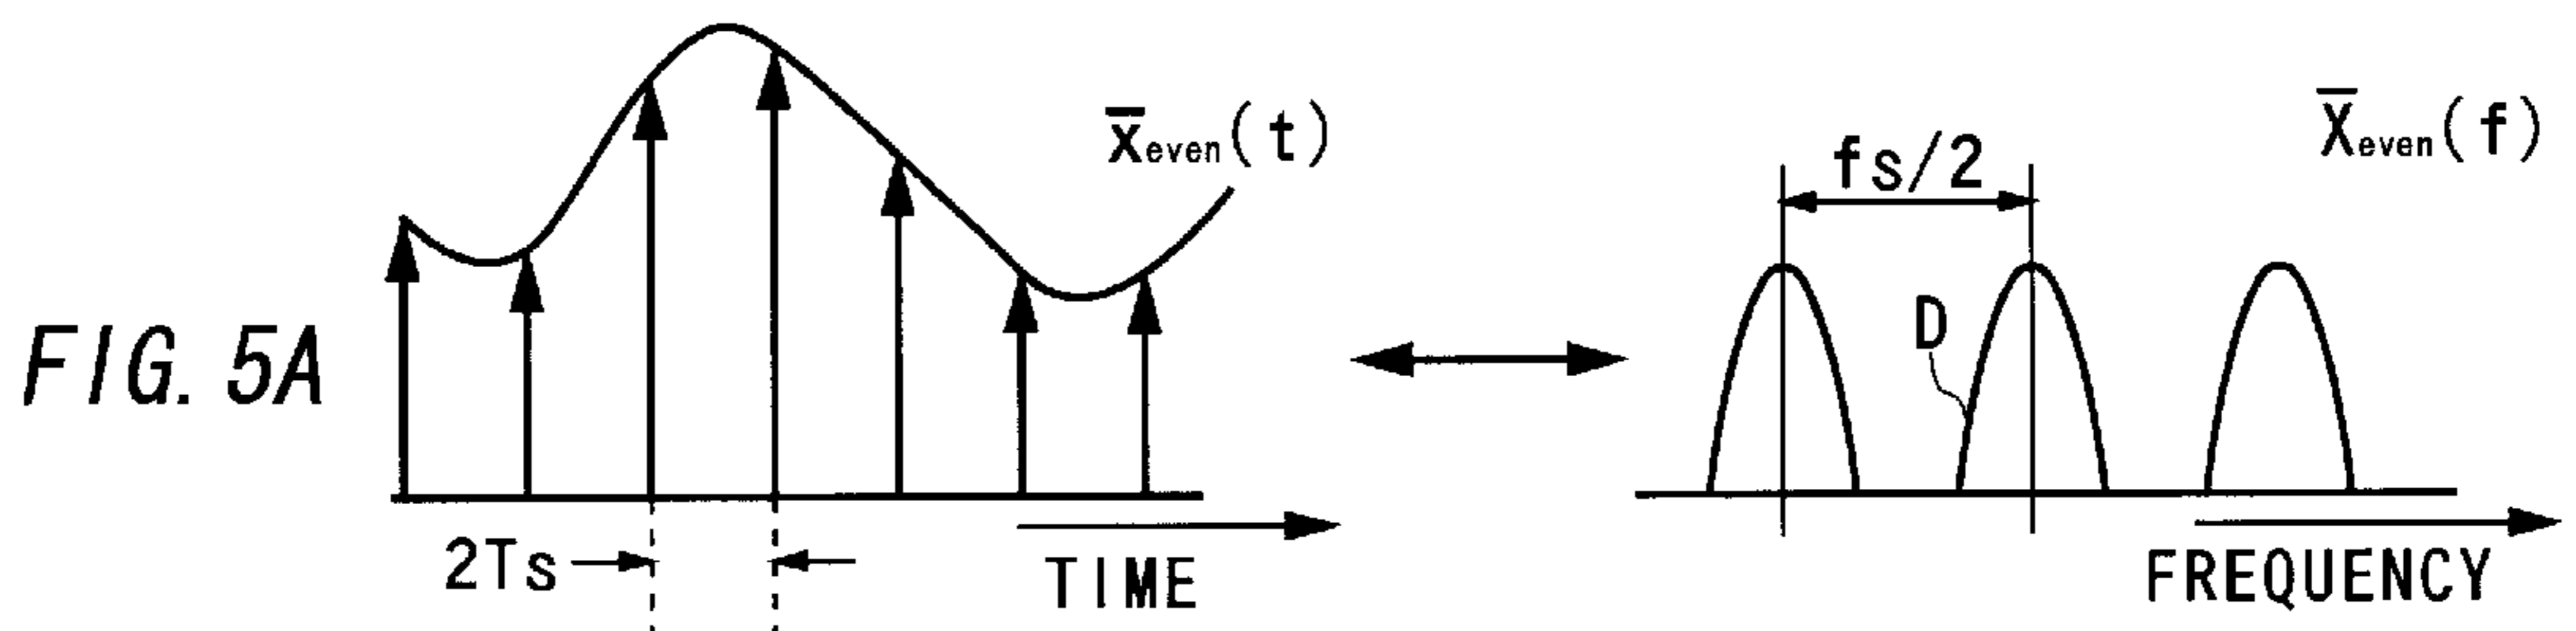 FIG. 5A
x̄even(t)
2Ts
TIME
fs/2
X̄even(f)
D
FREQUENCY